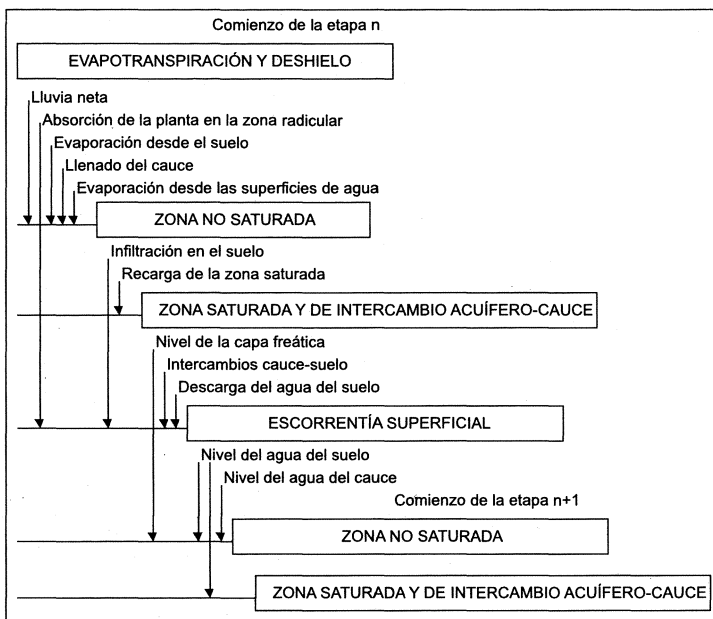 Comienzo de la etapa n
EVAPOTRANSPIRACIÓN Y DESHIELO
Lluvia neta
Absorción de la planta en la zona radicular
Evaporación desde el suelo
Llenado del cauce
Evaporación desde las superficies de agua
ZONA NO SATURADA
Infiltración en el suelo
Recarga de la zona saturada
ZONA SATURADA Y DE INTERCAMBIO ACUÍFERO-CAUCE
Nivel de la capa freática
Intercambios cauce-suelo
Descarga del agua del suelo
ESCORRENTÍA SUPERFICIAL
Nivel del agua del suelo
Nivel del agua del cauce
Comienzo de la etapa n+1
ZONA NO SATURADA
ZONA SATURADA Y DE INTERCAMBIO ACUÍFERO-CAUCE